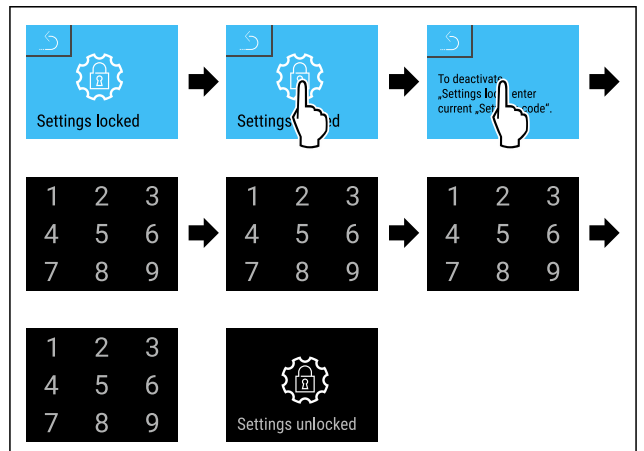 Settings locked
Settings
To deactivate
„Settings enter
current code“.
1 2 3
4 5 6
7 8 9
1 2 3
4 5 6
7 8 9
1 2 3
4 5 6
7 8 9
1 2 3
4 5 6
7 8 9
Settings unlocked